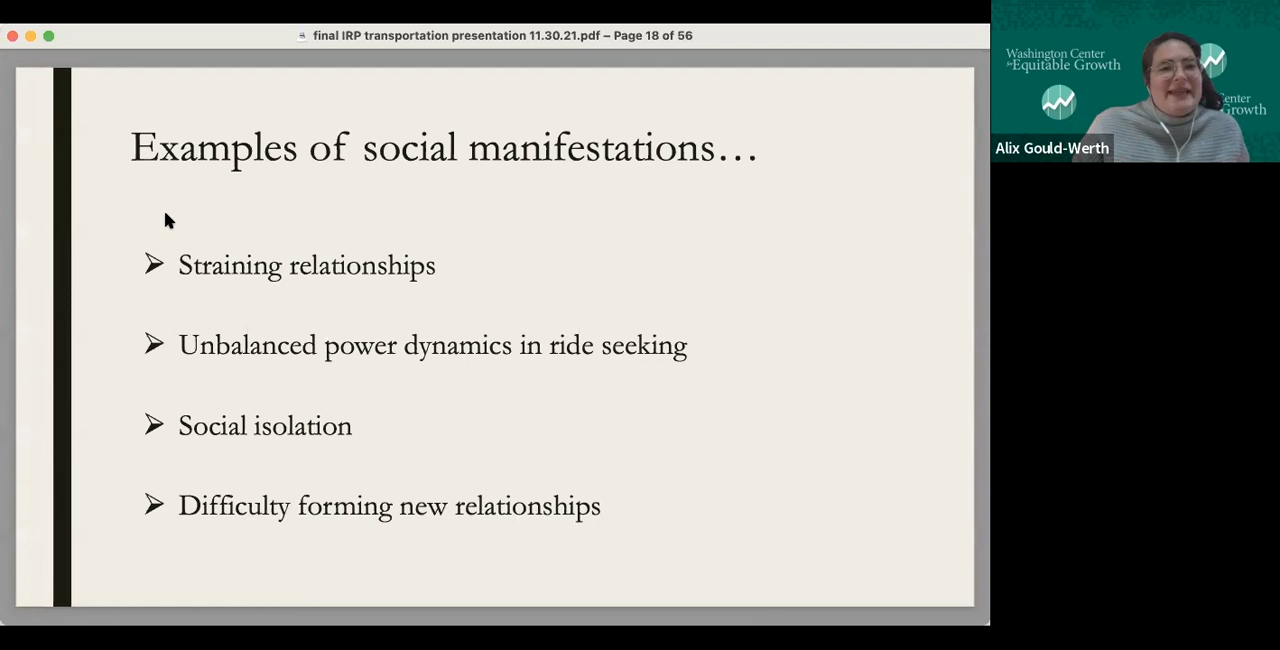 final IRP transportation presentation 11.30.21.pdf – Page 18 of 56
Examples of social manifestations…
➢ Straining relationships
➢ Unbalanced power dynamics in ride seeking
➢ Social isolation
➢ Difficulty forming new relationships
Washington Center
for Equitable Growth
Center
Growth
Alix Gould-Werth